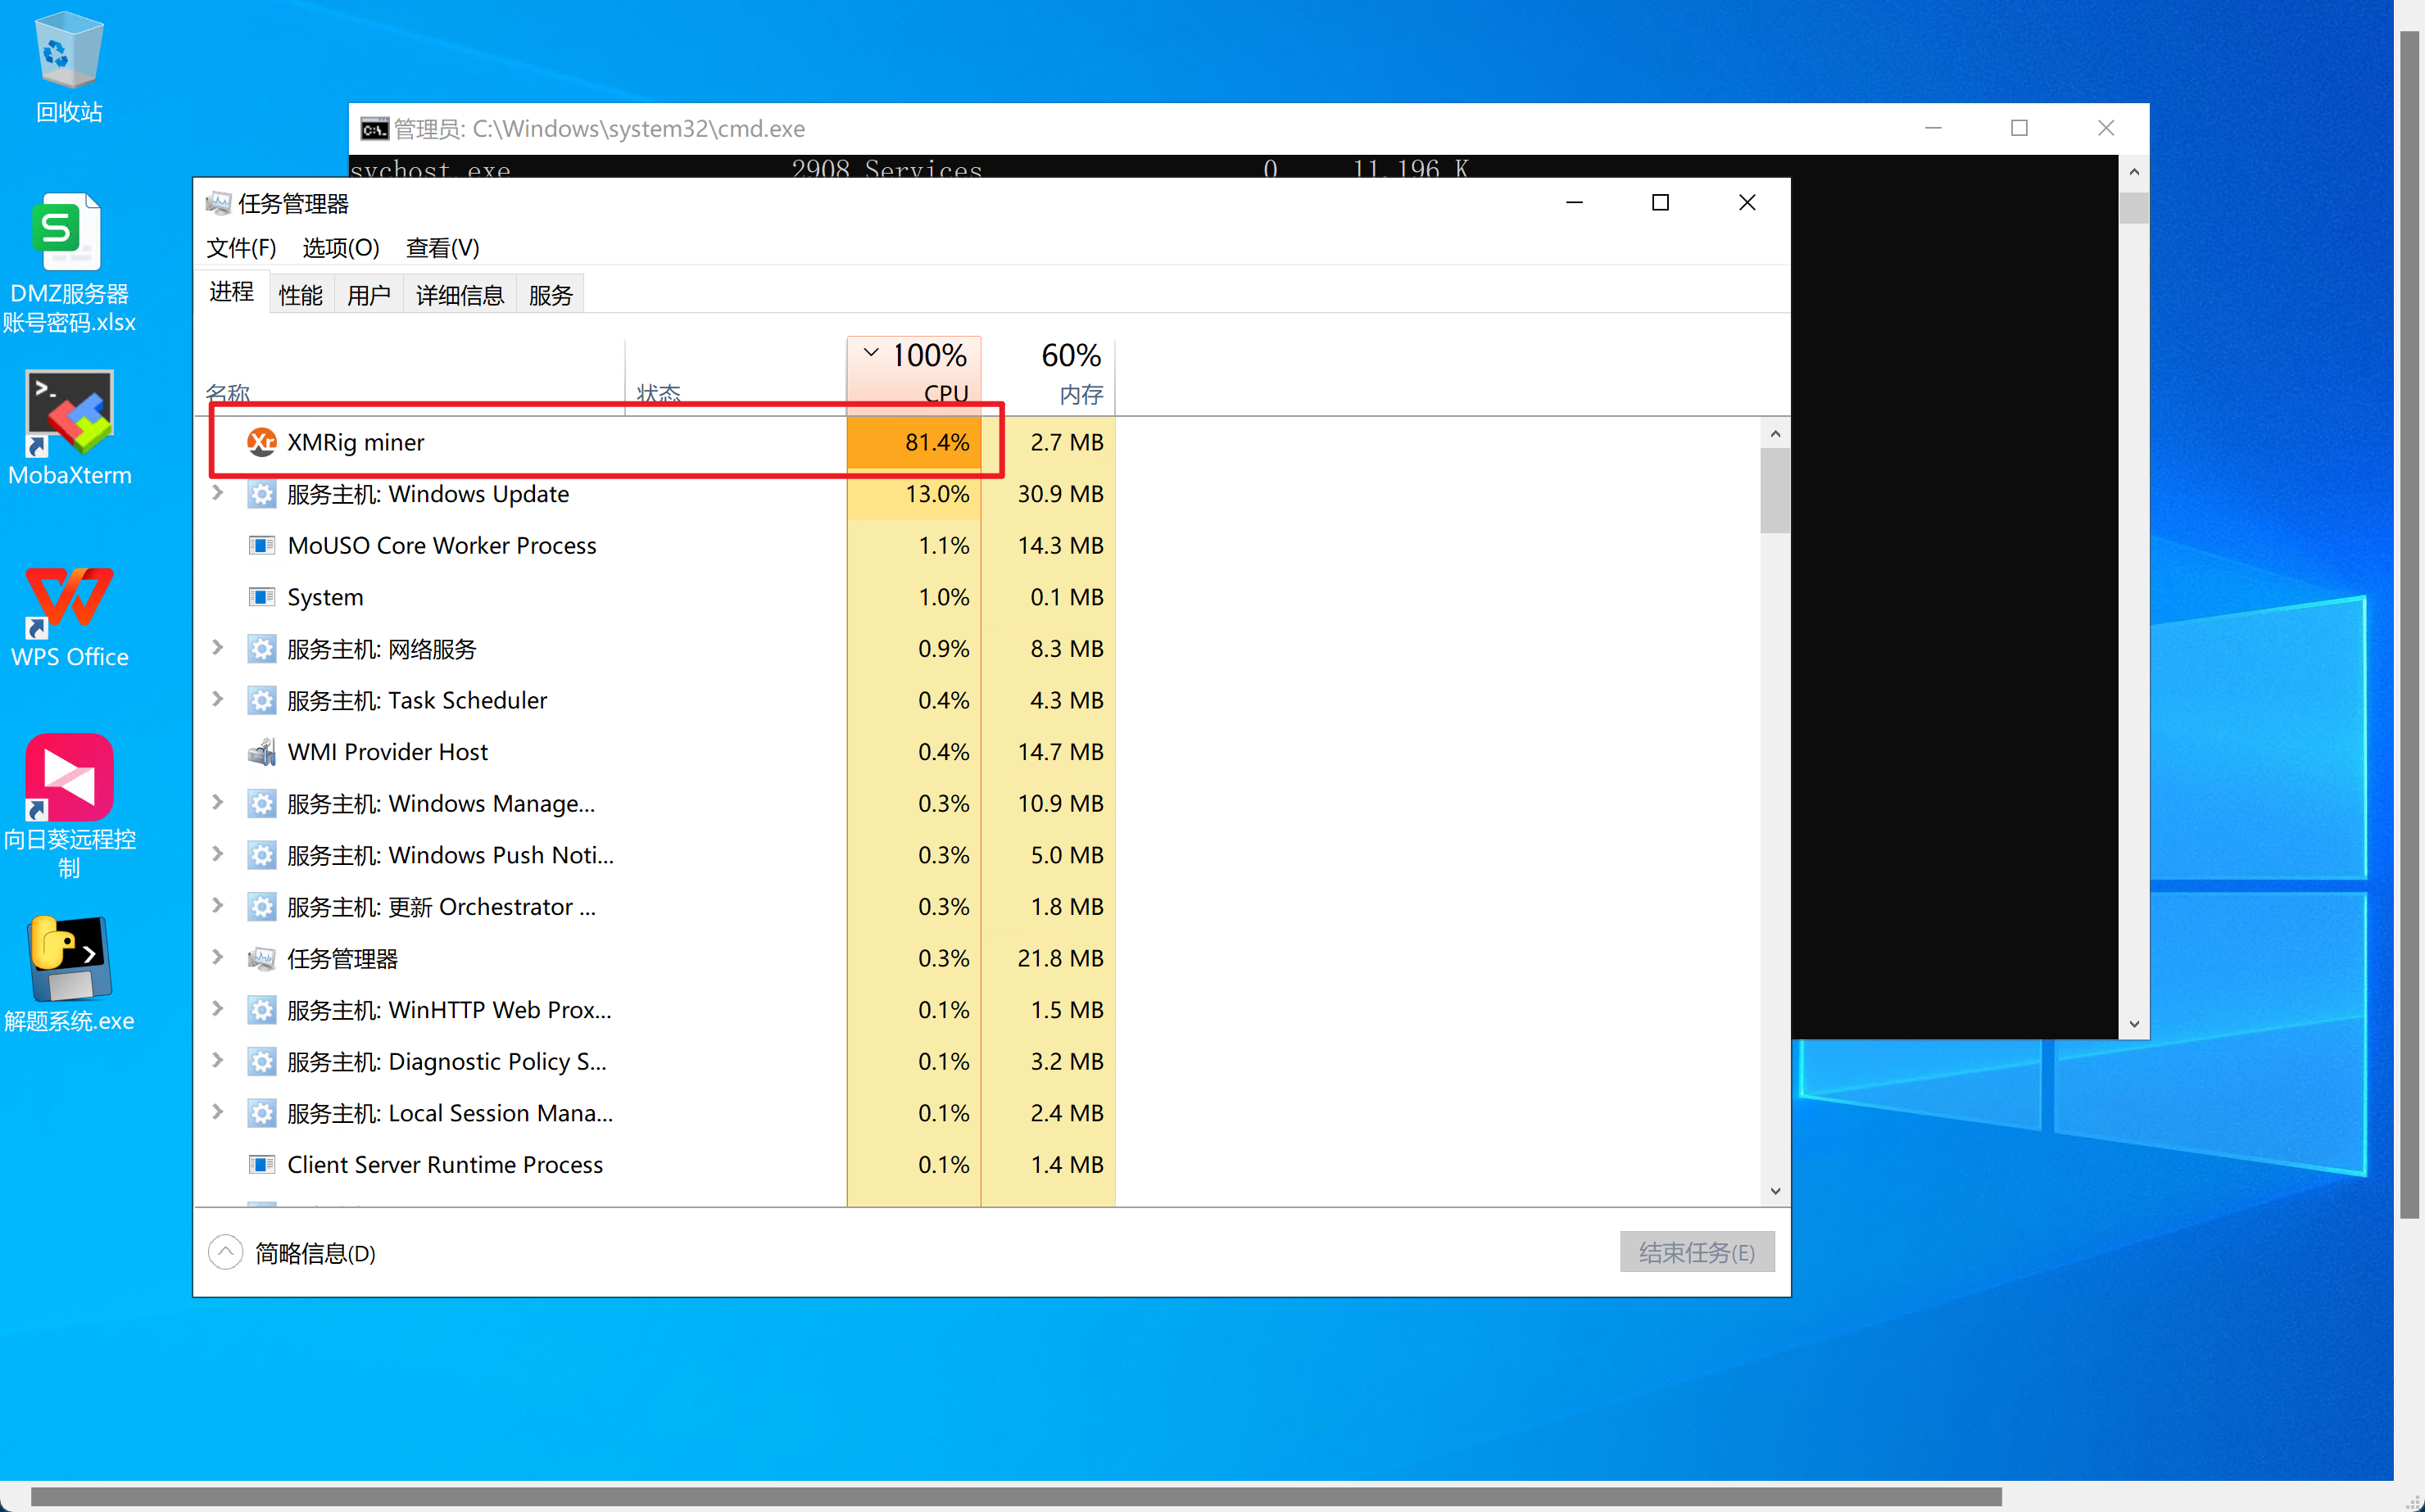 回收站
DMZ服务器
账号密码.xlsx
MobaXterm
WPS Office
向日葵远程控
制
解题系统.exe
管理员: C:\Windows\system32\cmd.exe
svchost.exe 2908 Services 0 11,196 K
任务管理器
文件(F) 选项(O) 查看(V)
进程 性能 用户 详细信息 服务
100% 60%
名称 状态 CPU 内存
XMRig miner 81.4% 2.7 MB
服务主机: Windows Update 13.0% 30.9 MB
MoUSO Core Worker Process 1.1% 14.3 MB
System 1.0% 0.1 MB
服务主机: 网络服务 0.9% 8.3 MB
服务主机: Task Scheduler 0.4% 4.3 MB
WMI Provider Host 0.4% 14.7 MB
服务主机: Windows Manage... 0.3% 10.9 MB
服务主机: Windows Push Noti... 0.3% 5.0 MB
服务主机: 更新 Orchestrator ... 0.3% 1.8 MB
任务管理器 0.3% 21.8 MB
服务主机: WinHTTP Web Prox... 0.1% 1.5 MB
服务主机: Diagnostic Policy S... 0.1% 3.2 MB
服务主机: Local Session Mana... 0.1% 2.4 MB
Client Server Runtime Process 0.1% 1.4 MB
简略信息(D) 结束任务(E)